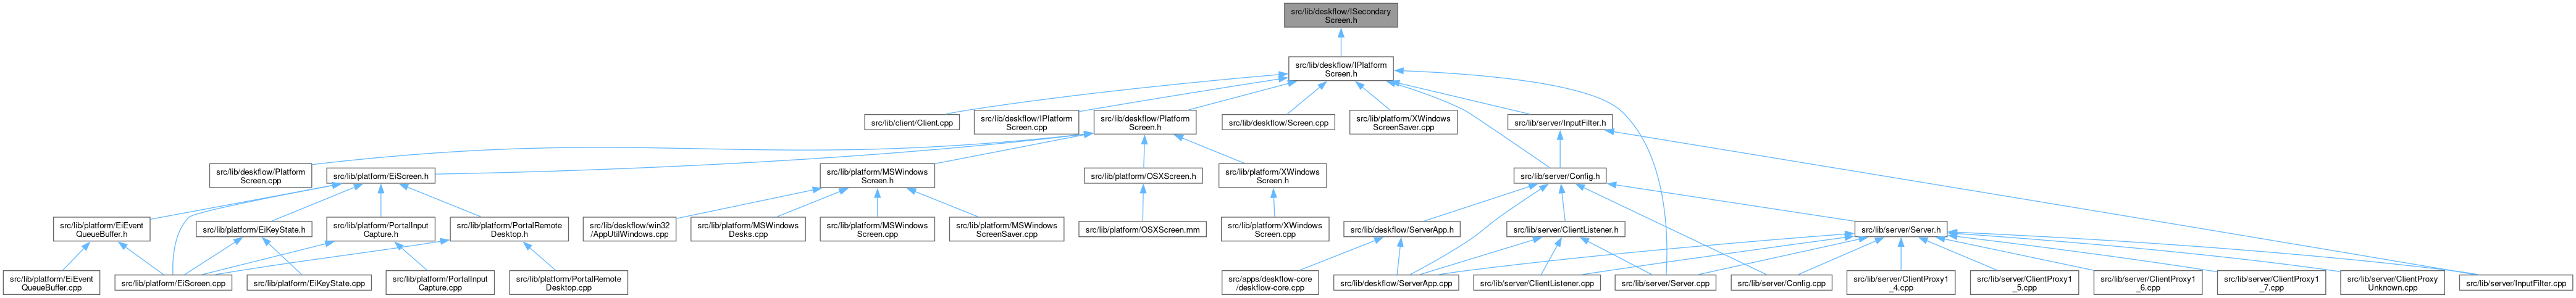 src/lib/deskflow/ISecondary
Screen.h
src/lib/deskflow/IPlatform
Screen.h
src/lib/client/Client.cpp
src/lib/deskflow/IPlatform
Screen.cpp
src/lib/deskflow/Platform
Screen.h
src/lib/deskflow/Screen.cpp
src/lib/platform/XWindows
ScreenSaver.cpp
src/lib/server/InputFilter.h
src/lib/deskflow/Platform
Screen.cpp
src/lib/platform/EiScreen.h
src/lib/platform/MSWindows
Screen.h
src/lib/platform/OSXScreen.h
src/lib/platform/XWindows
Screen.h
src/lib/server/Config.h
src/lib/platform/EiEvent
QueueBuffer.h
src/lib/platform/EiKeyState.h
src/lib/platform/PortalInput
Capture.h
src/lib/platform/PortalRemote
Desktop.h
src/lib/deskflow/win32
/AppUtilWindows.cpp
src/lib/platform/MSWindows
Desks.cpp
src/lib/platform/MSWindows
Screen.cpp
src/lib/platform/MSWindows
ScreenSaver.cpp
src/lib/platform/OSXScreen.mm
src/lib/platform/XWindows
Screen.cpp
src/lib/deskflow/ServerApp.h
src/lib/server/ClientListener.h
src/lib/server/Server.h
src/lib/platform/EiEvent
QueueBuffer.cpp
src/lib/platform/EiScreen.cpp
src/lib/platform/EiKeyState.cpp
src/lib/platform/PortalInput
Capture.cpp
src/lib/platform/PortalRemote
Desktop.cpp
src/apps/deskflow-core
/deskflow-core.cpp
src/lib/deskflow/ServerApp.cpp
src/lib/server/ClientListener.cpp
src/lib/server/Server.cpp
src/lib/server/Config.cpp
src/lib/server/ClientProxy1
_4.cpp
src/lib/server/ClientProxy1
_5.cpp
src/lib/server/ClientProxy1
_6.cpp
src/lib/server/ClientProxy1
_7.cpp
src/lib/server/ClientProxy
Unknown.cpp
src/lib/server/InputFilter.cpp